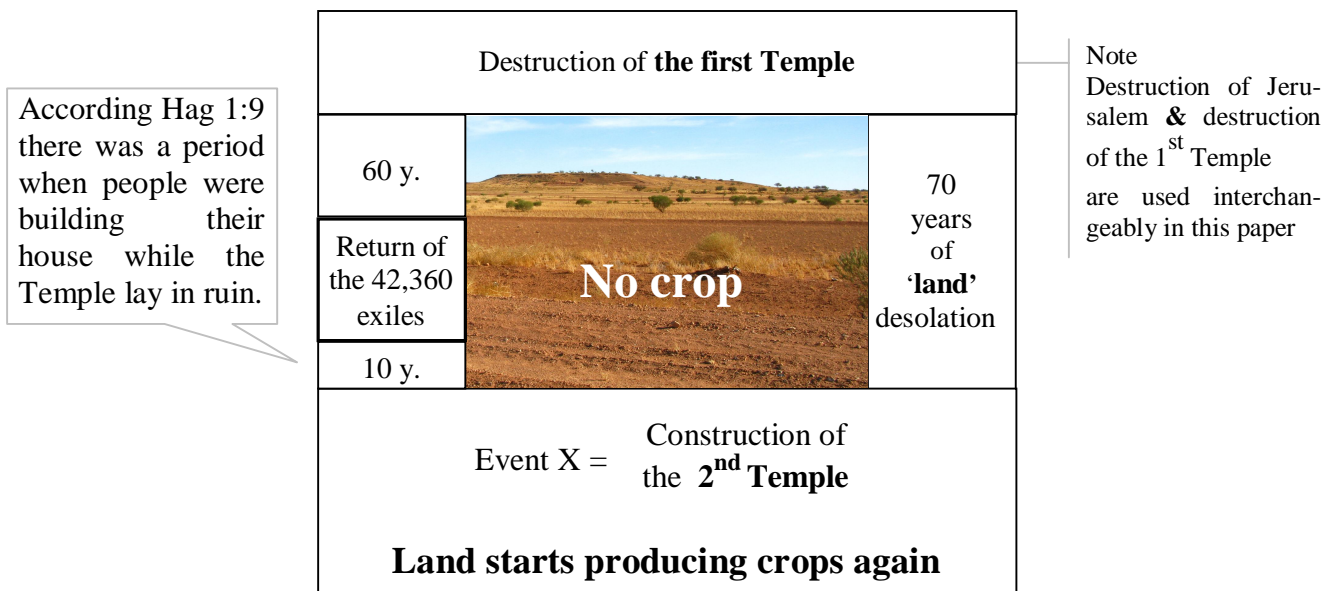 Destruction of the first Temple
Note
Destruction of Jeru-
salem & destruction
of the 1st Temple
are used interchan-
geably in this paper
According Hag 1:9
there was a period
when people were
building their
house while the
Temple lay in ruin.
60 y.
Return of
the 42,360
exiles
10 y.
No crop
70
years
of
‘land’
desolation
Event X =
Construction of
the 2nd Temple
Land starts producing crops again